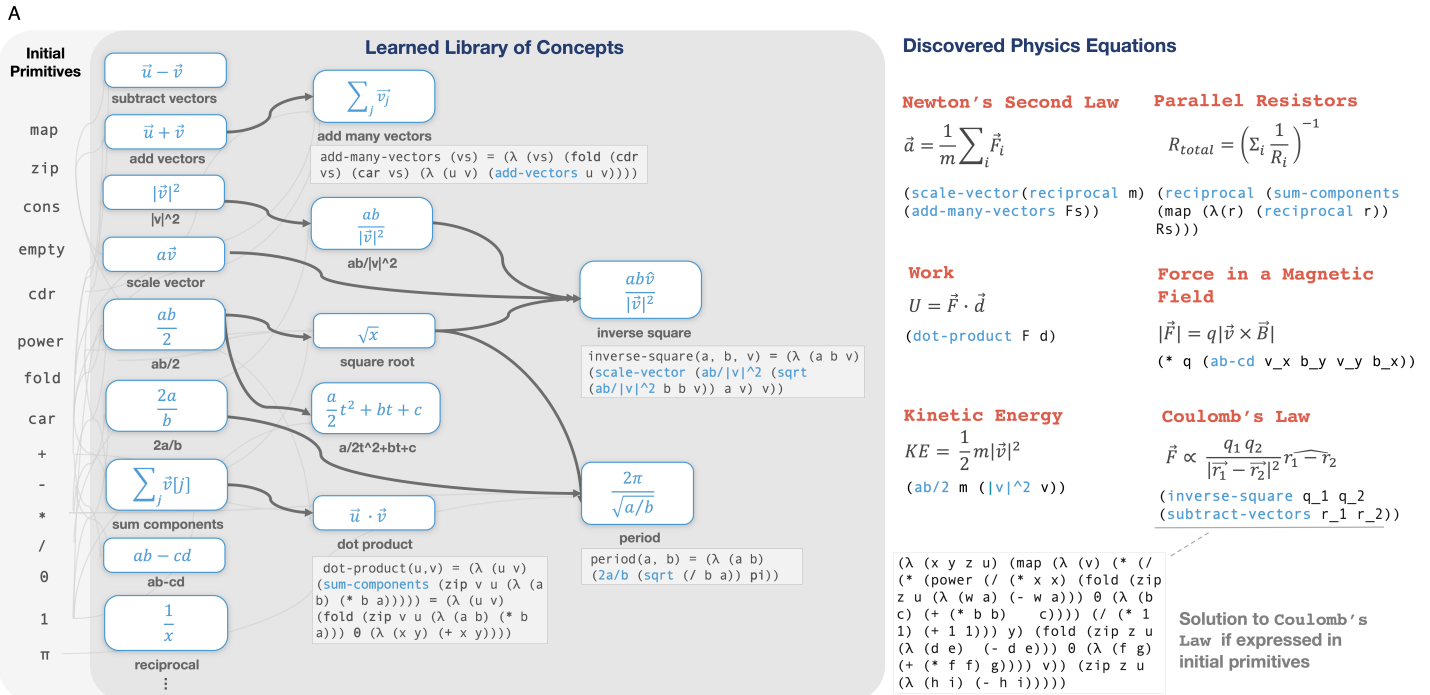 A
Initial
Primitives
map
zip
cons
empty
cdr
power
fold
car
+
-
*
/
0
1
π
Learned Library of Concepts
u⃗ − v⃗
subtract vectors
u⃗ + v⃗
add vectors
|v⃗|²
|v|^2
av⃗
scale vector
ab
2
ab/2
2a
b
2a/b
∑ⱼ v⃗[j]
sum components
ab − cd
ab-cd
1
x
reciprocal
⋮
∑ⱼ v⃗j
add many vectors
add-many-vectors (vs) = (λ (vs) (fold (cdr
vs) (car vs) (λ (u v) (add-vectors u v))))
ab
|v⃗|²
ab/|v|^2
√x
square root
a/2 t² + bt + c
a/2t^2+bt+c
u⃗ · v⃗
dot product
dot-product(u,v) = (λ (u v)
(sum-components (zip v u (λ (a
b) (* b a))))) = (λ (u v)
(fold (zip v u (λ (a b) (* b
a))) 0 (λ (x y) (+ x y))))
abv̂
|v⃗|²
inverse square
inverse-square(a, b, v) = (λ (a b v)
(scale-vector (ab/|v|^2 (sqrt
(ab/|v|^2 b b v)) a v) v))
2π
√a/b
period
period(a, b) = (λ (a b)
(2a/b (sqrt (/ b a)) pi))
Discovered Physics Equations
Newton’s Second Law
a⃗ = 1/m ∑ᵢ F⃗ᵢ
(scale-vector(reciprocal m)
(add-many-vectors Fs))
Parallel Resistors
R_total = (Σᵢ 1/Rᵢ)⁻¹
(reciprocal (sum-components
(map (λ(r) (reciprocal r))
Rs)))
Work
U = F⃗ · d⃗
(dot-product F d)
Force in a Magnetic
Field
|F⃗| = q|v⃗ × B⃗|
(* q (ab-cd v_x b_y v_y b_x))
Kinetic Energy
KE = 1/2 m|v⃗|²
(ab/2 m (|v|^2 v))
Coulomb’s Law
F⃗ ∝ q₁ q₂ / |r⃗₁ − r⃗₂|² r₁ − r₂
(inverse-square q_1 q_2
(subtract-vectors r_1 r_2))
(λ (x y z u) (map (λ (v) (* (/
(* (power (/ (* x x) (fold (zip
z u (λ (w a) (- w a))) 0 (λ (b
c) (+ (* b b) c)))) (/ (* 1
1) (+ 1 1))) y) (fold (zip z u
(λ (d e) (- d e))) 0 (λ (f g)
(+ (* f f) g)))) v)) (zip z u
(λ (h i) (- h i)))))
Solution to Coulomb’s
Law if expressed in
initial primitives